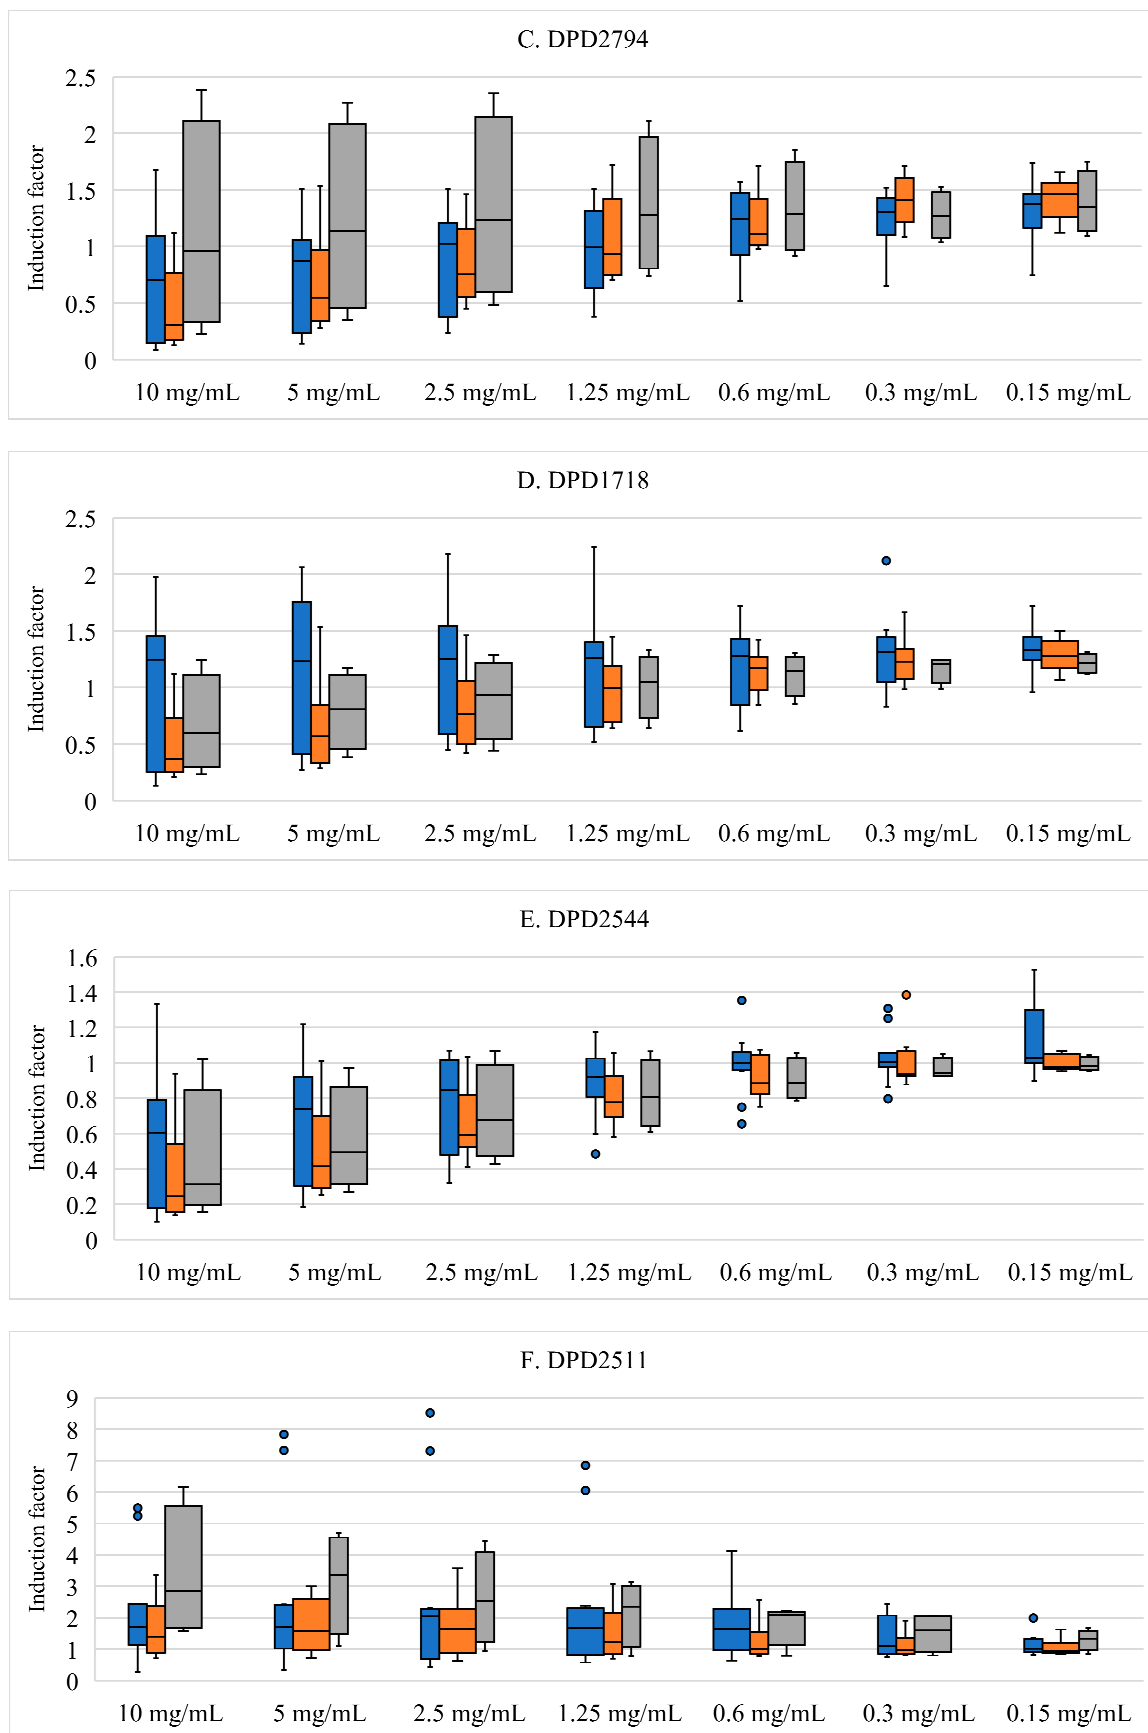 C. DPD2794
2.5
2
1.5
1
0.5
0
Induction factor
10 mg/mL 5 mg/mL 2.5 mg/mL 1.25 mg/mL 0.6 mg/mL 0.3 mg/mL 0.15 mg/mL
D. DPD1718
2.5
2
1.5
1
0.5
0
Induction factor
10 mg/mL 5 mg/mL 2.5 mg/mL 1.25 mg/mL 0.6 mg/mL 0.3 mg/mL 0.15 mg/mL
E. DPD2544
1.6
1.4
1.2
1
0.8
0.6
0.4
0.2
0
Induction factor
10 mg/mL 5 mg/mL 2.5 mg/mL 1.25 mg/mL 0.6 mg/mL 0.3 mg/mL 0.15 mg/mL
F. DPD2511
9
8
7
6
5
4
3
2
1
0
Induction factor
10 mg/mL 5 mg/mL 2.5 mg/mL 1.25 mg/mL 0.6 mg/mL 0.3 mg/mL 0.15 mg/mL